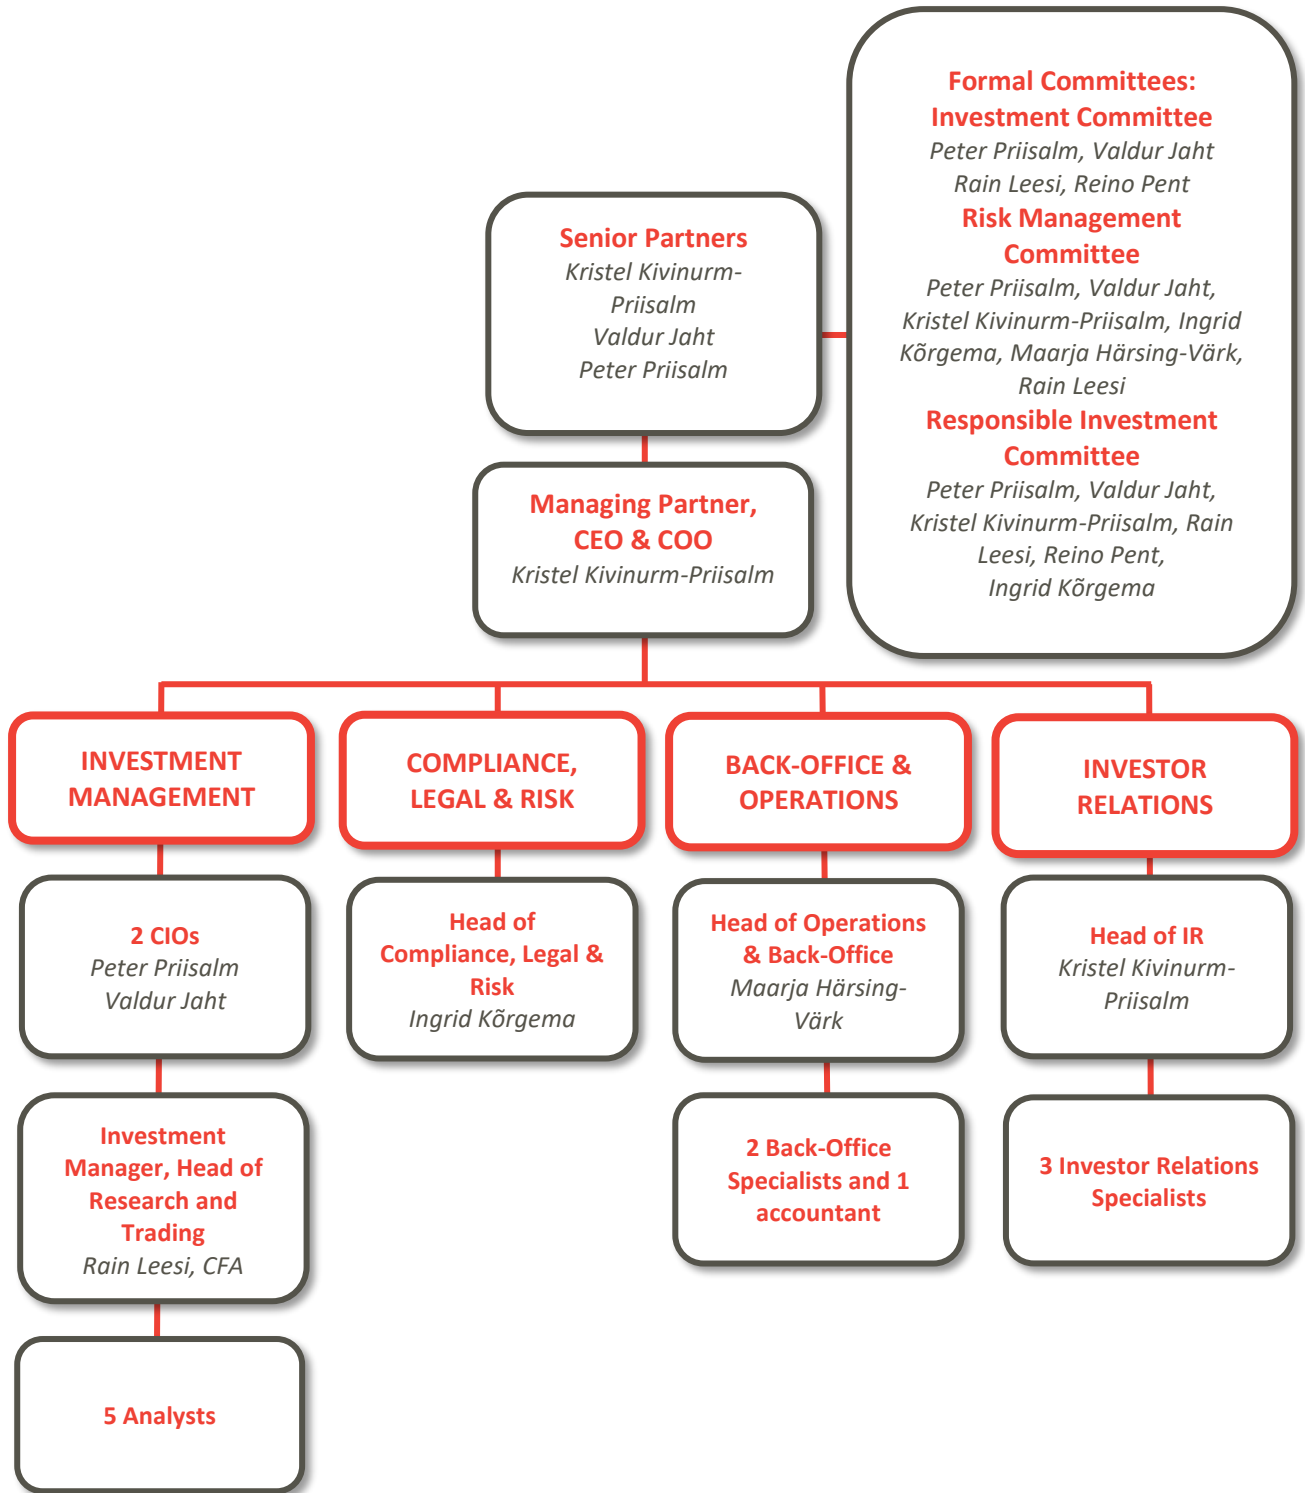 Formal Committees:
Investment Committee
Peter Priisalm, Valdur Jaht
Rain Leesi, Reino Pent
Risk Management
Committee
Peter Priisalm, Valdur Jaht,
Kristel Kivinurm-Priisalm, Ingrid
Kõrgema, Maarja Härsing-Värk,
Rain Leesi
Responsible Investment
Committee
Peter Priisalm, Valdur Jaht,
Kristel Kivinurm-Priisalm, Rain
Leesi, Reino Pent,
Ingrid Kõrgema
Senior Partners
Kristel Kivinurm-
Priisalm
Valdur Jaht
Peter Priisalm
Managing Partner,
CEO & COO
Kristel Kivinurm-Priisalm
INVESTMENT
MANAGEMENT
COMPLIANCE,
LEGAL & RISK
BACK-OFFICE &
OPERATIONS
INVESTOR
RELATIONS
2 CIOs
Peter Priisalm
Valdur Jaht
Head of
Compliance, Legal &
Risk
Ingrid Kõrgema
Head of Operations
& Back-Office
Maarja Härsing-
Värk
Head of IR
Kristel Kivinurm-
Priisalm
Investment
Manager, Head of
Research and
Trading
Rain Leesi, CFA
2 Back-Office
Specialists and 1
accountant
3 Investor Relations
Specialists
5 Analysts